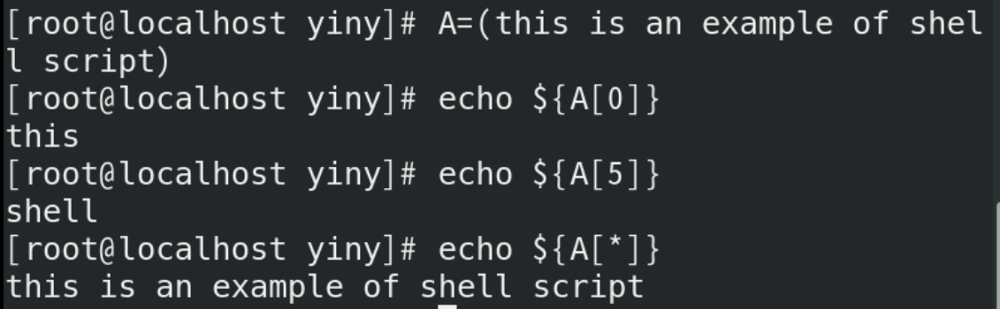 [root@localhost yiny]# A=(this is an example of shel
l script)
[root@localhost yiny]# echo ${A[0]}
this
[root@localhost yiny]# echo ${A[5]}
shell
[root@localhost yiny]# echo ${A[*]}
this is an example of shell script